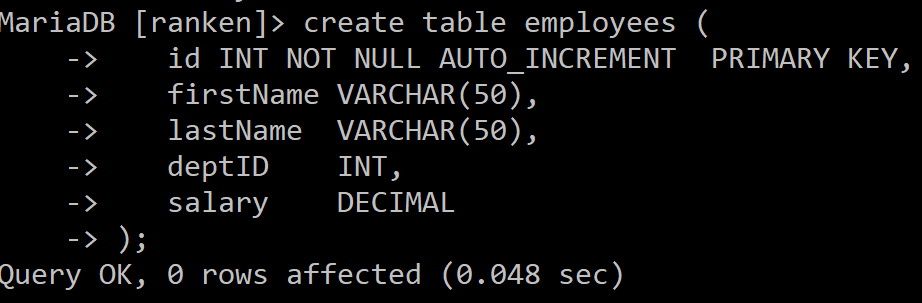 MariaDB [ranken]> create table employees (
    ->    id INT NOT NULL AUTO_INCREMENT  PRIMARY KEY,
    ->    firstName VARCHAR(50),
    ->    lastName  VARCHAR(50),
    ->    deptID    INT,
    ->    salary    DECIMAL
    -> );
Query OK, 0 rows affected (0.048 sec)